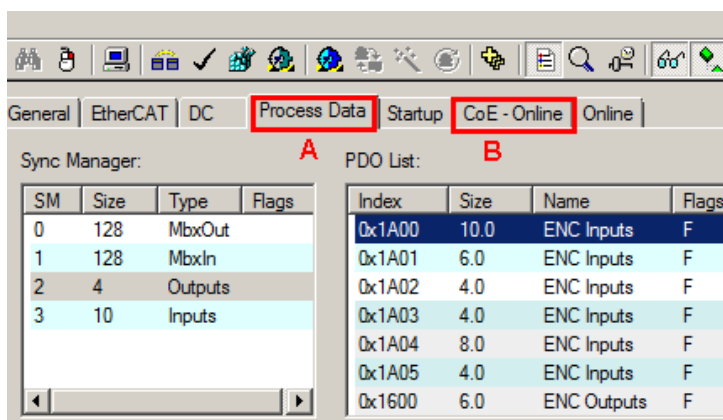 General EtherCAT DC Process Data Startup CoE - Online Online
A B
Sync Manager: PDO List:
SM Size Type Flags Index Size Name Flags
0 128 MbxOut 0x1A00 10.0 ENC Inputs F
1 128 MbxIn 0x1A01 6.0 ENC Inputs F
2 4 Outputs 0x1A02 4.0 ENC Inputs F
3 10 Inputs 0x1A03 4.0 ENC Inputs F
0x1A04 8.0 ENC Inputs F
0x1A05 4.0 ENC Inputs F
0x1600 6.0 ENC Outputs F